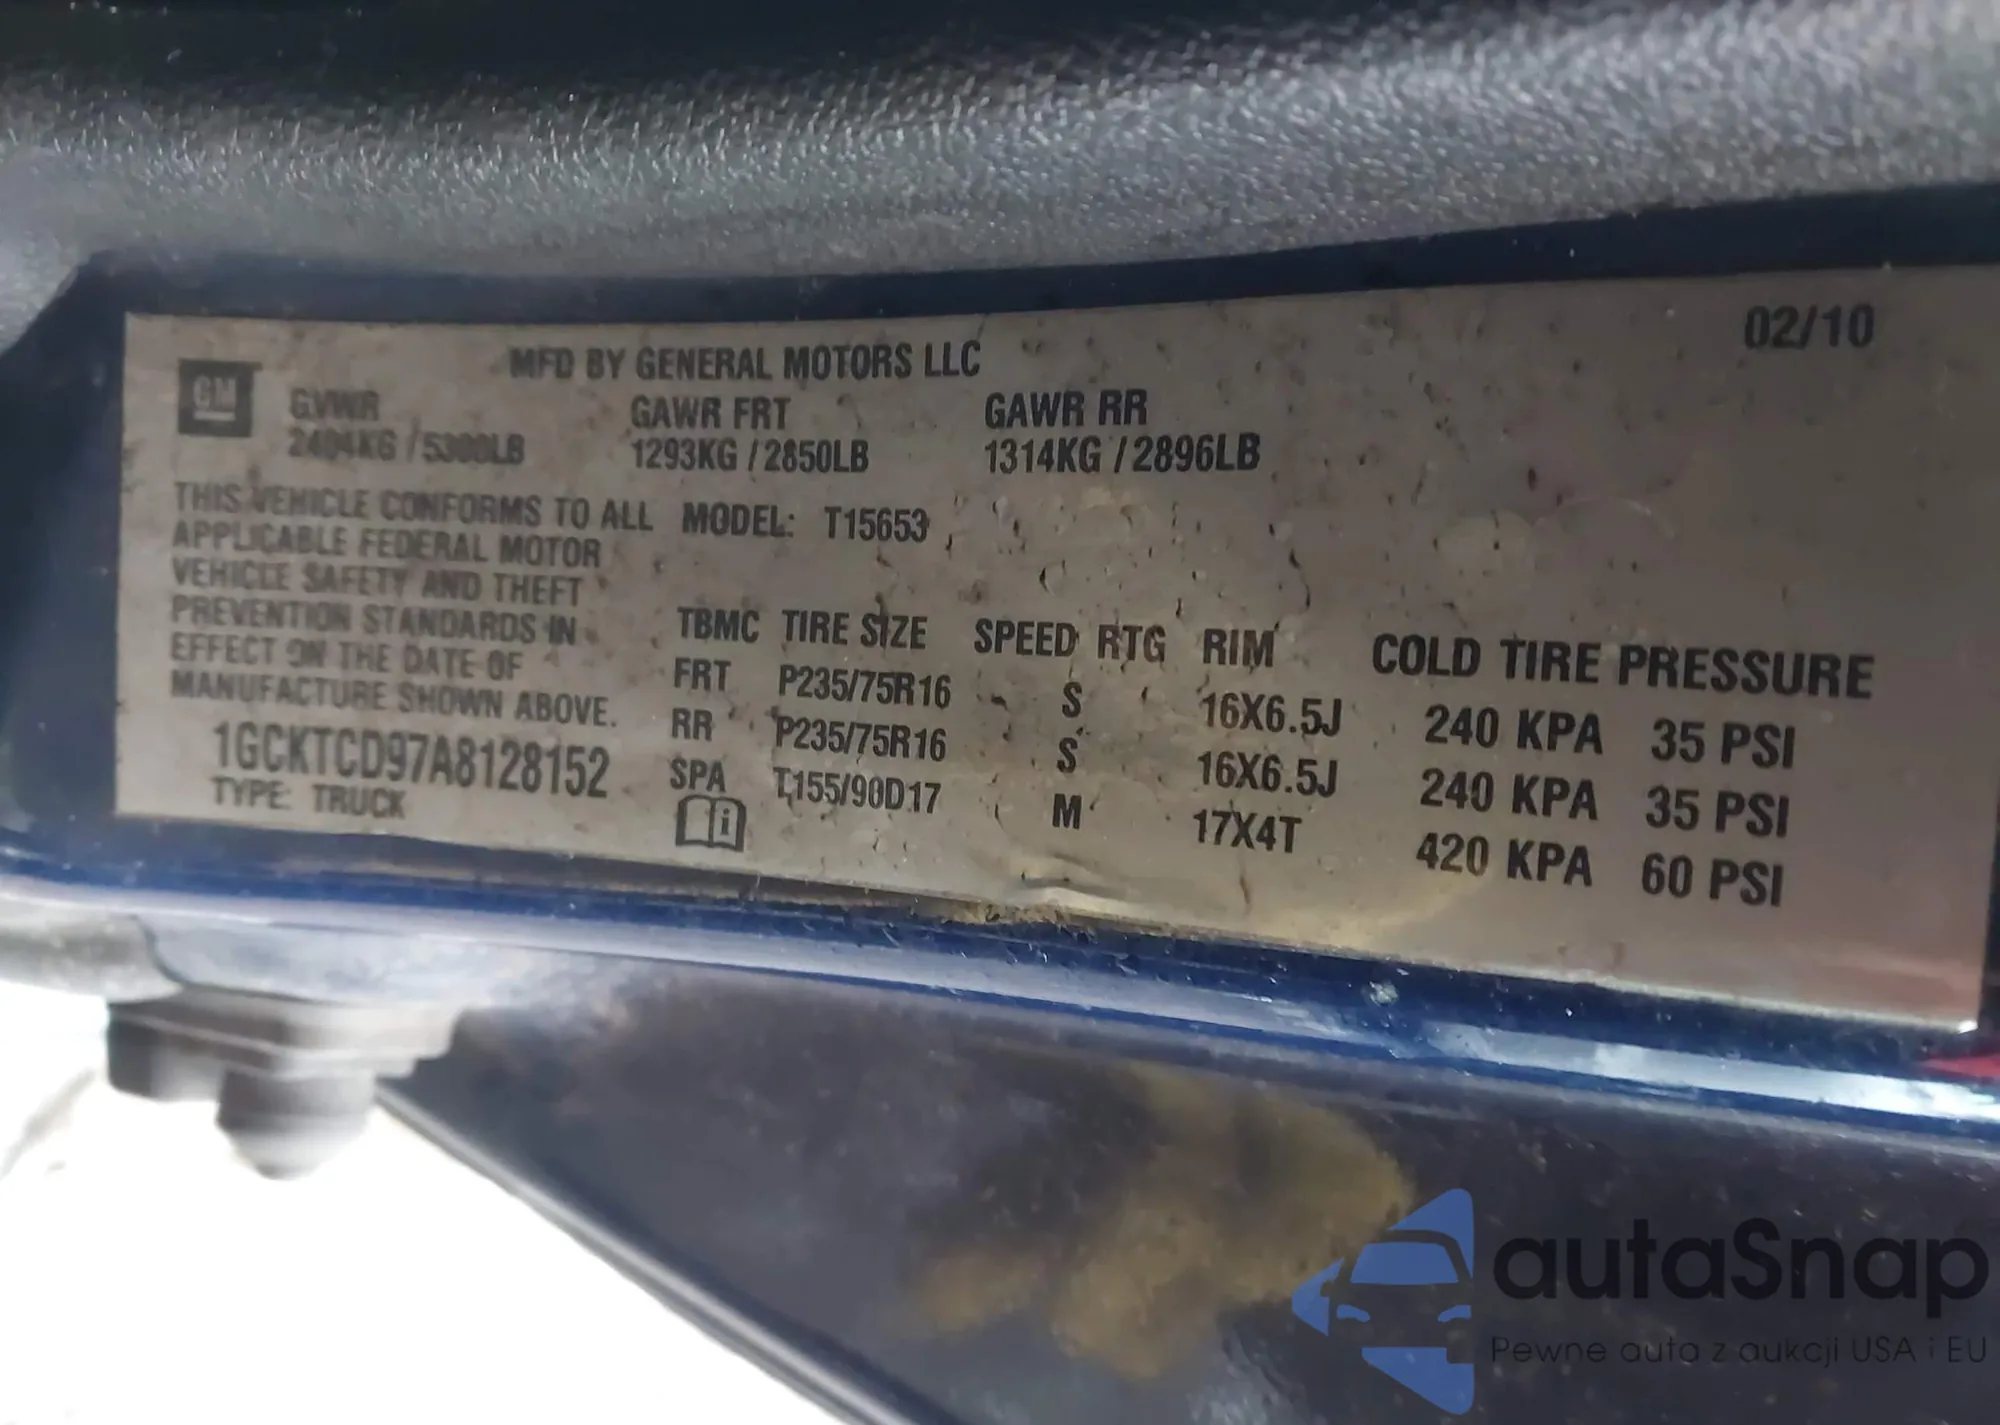 02/10
MFD BY GENERAL MOTORS LLC
GM
GVWR GAWR FRT GAWR RR
2404KG / 5300LB 1293KG / 2850LB 1314KG / 2896LB
THIS VEHICLE CONFORMS TO ALL MODEL: T15653
APPLICABLE FEDERAL MOTOR
VEHICLE SAFETY AND THEFT
PREVENTION STANDARDS IN
EFFECT ON THE DATE OF
MANUFACTURE SHOWN ABOVE.
1GCKTCD97A8128152
TYPE: TRUCK
TBMC TIRE SIZE SPEED RTG RIM COLD TIRE PRESSURE
FRT P235/75R16 S 16X6.5J 240 KPA 35 PSI
RR P235/75R16 S 16X6.5J 240 KPA 35 PSI
SPA T155/90D17 M 17X4T 420 KPA 60 PSI
i
autaSnap
Pewne auta z aukcji USA i EU